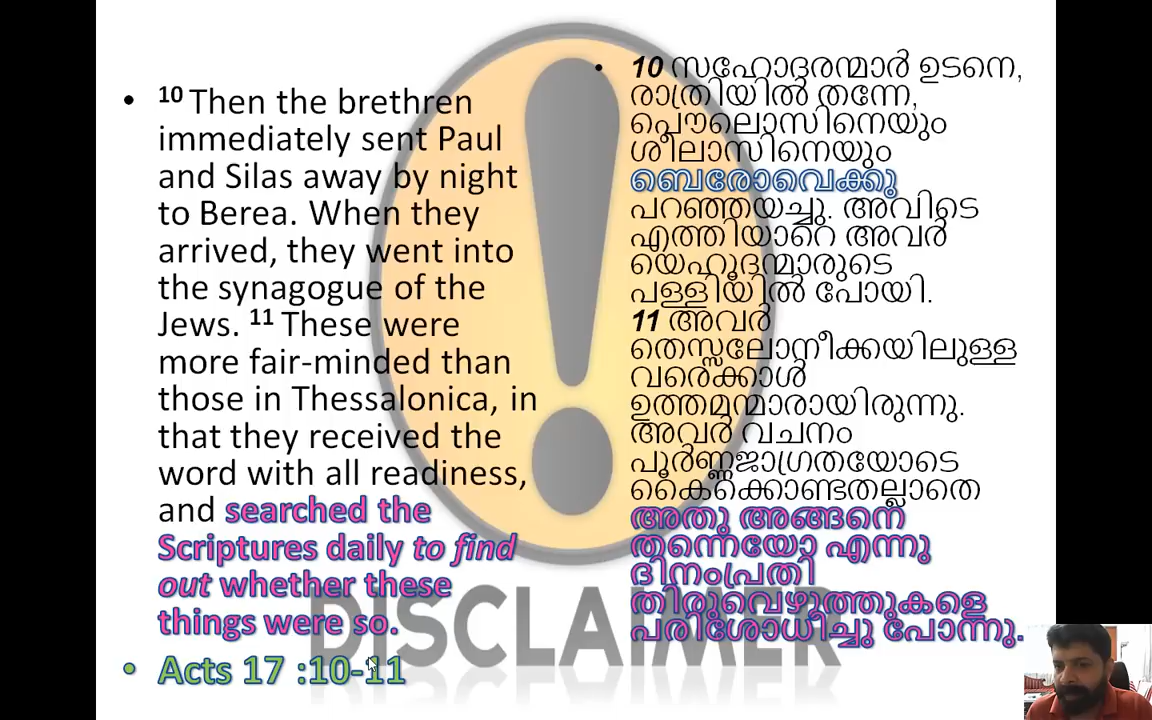 • 10 Then the brethren
immediately sent Paul
and Silas away by night
to Berea. When they
arrived, they went into
the synagogue of the
Jews. 11 These were
more fair-minded than
those in Thessalonica, in
that they received the
word with all readiness,
and searched the
Scriptures daily to find
out whether these
things were so.
• Acts 17 :10-11
• 10 സഹോദരന്മാർ ഉടനെ,
രാത്രിയിൽ തന്നേ,
പൌലൊസിനെയും
ശീലാസിനെയും
ബെരോവെക്കു
പറഞ്ഞയച്ചു. അവിടെ
എത്തിയാറെ അവർ
യെഹൂദന്മാരുടെ
പള്ളിയിൽ പോയി.
11 അവർ
തെസ്സലോനീക്കയിലുള്ള
വരെക്കാൾ
ഉത്തമന്മാരായിരുന്നു.
അവർ വചനം
പൂർണ്ണജാഗ്രതയോടെ
കൈക്കൊണ്ടതല്ലാതെ
അതു അങ്ങനെ
തന്നെയോ എന്നു
ദിനംപ്രതി
തിരുവെഴുത്തുകളെ
പരിശോധിച്ചു പോന്നു.
DISCLAIMER